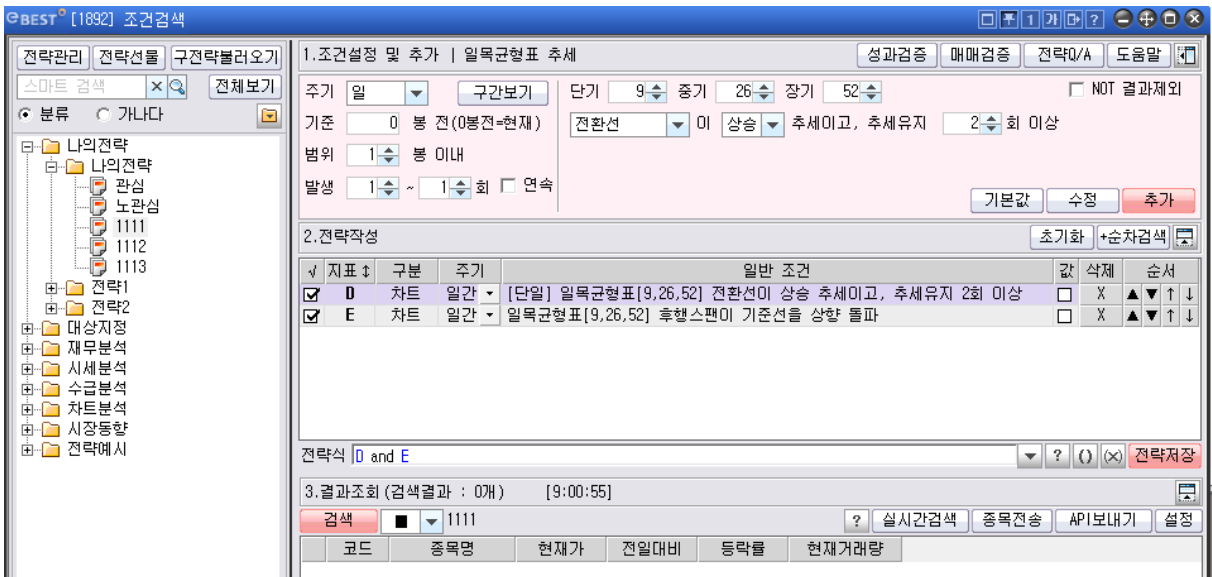 eBEST [1892] 조건검색
1 가 ?
전략관리 전략선물 구전략불러오기
스마트 검색 전체보기
분류 가나다
나의전략
나의전략
관심
노관심
1111
1112
1113
전략1
전략2
대상지정
재무분석
시세분석
수급분석
차트분석
시장동향
전략예시
1.조건설정 및 추가 | 일목균형표 추세 성과검증 매매검증 전략Q/A 도움말
주기 일 구간보기 단기 9 중기 26 장기 52 NOT 결과제외
기준 0 봉 전(0봉전=현재) 전환선 이 상승 추세이고, 추세유지 2 회 이상
범위 1 봉 이내
발생 1 ~ 1 회 연속
기본값 수정 추가
2.전략작성 초기화 +순차검색
√ 지표↕ 구분 주기 일반 조건 값 삭제 순서
D 차트 일간 [단일] 일목균형표[9,26,52] 전환선이 상승 추세이고, 추세유지 2회 이상 X ▲ ▼ ↑ ↓
E 차트 일간 일목균형표[9,26,52] 후행스팬이 기준선을 상향 돌파 X ▲ ▼ ↑ ↓
전략식 D and E ? () (×) 전략저장
3.결과조회(검색결과 : 0개) [9:00:55]
검색 ■ 1111 ? 실시간검색 종목전송 API보내기 설정
코드 종목명 현재가 전일대비 등락률 현재거래량